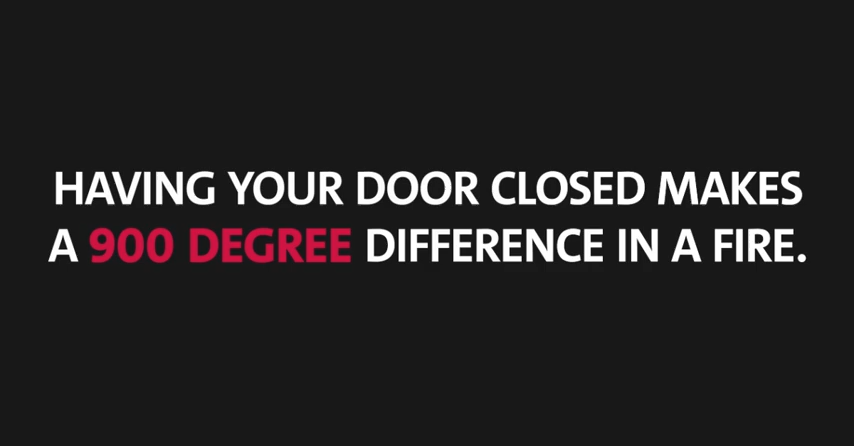 HAVING YOUR DOOR CLOSED MAKES
A 900 DEGREE DIFFERENCE IN A FIRE.